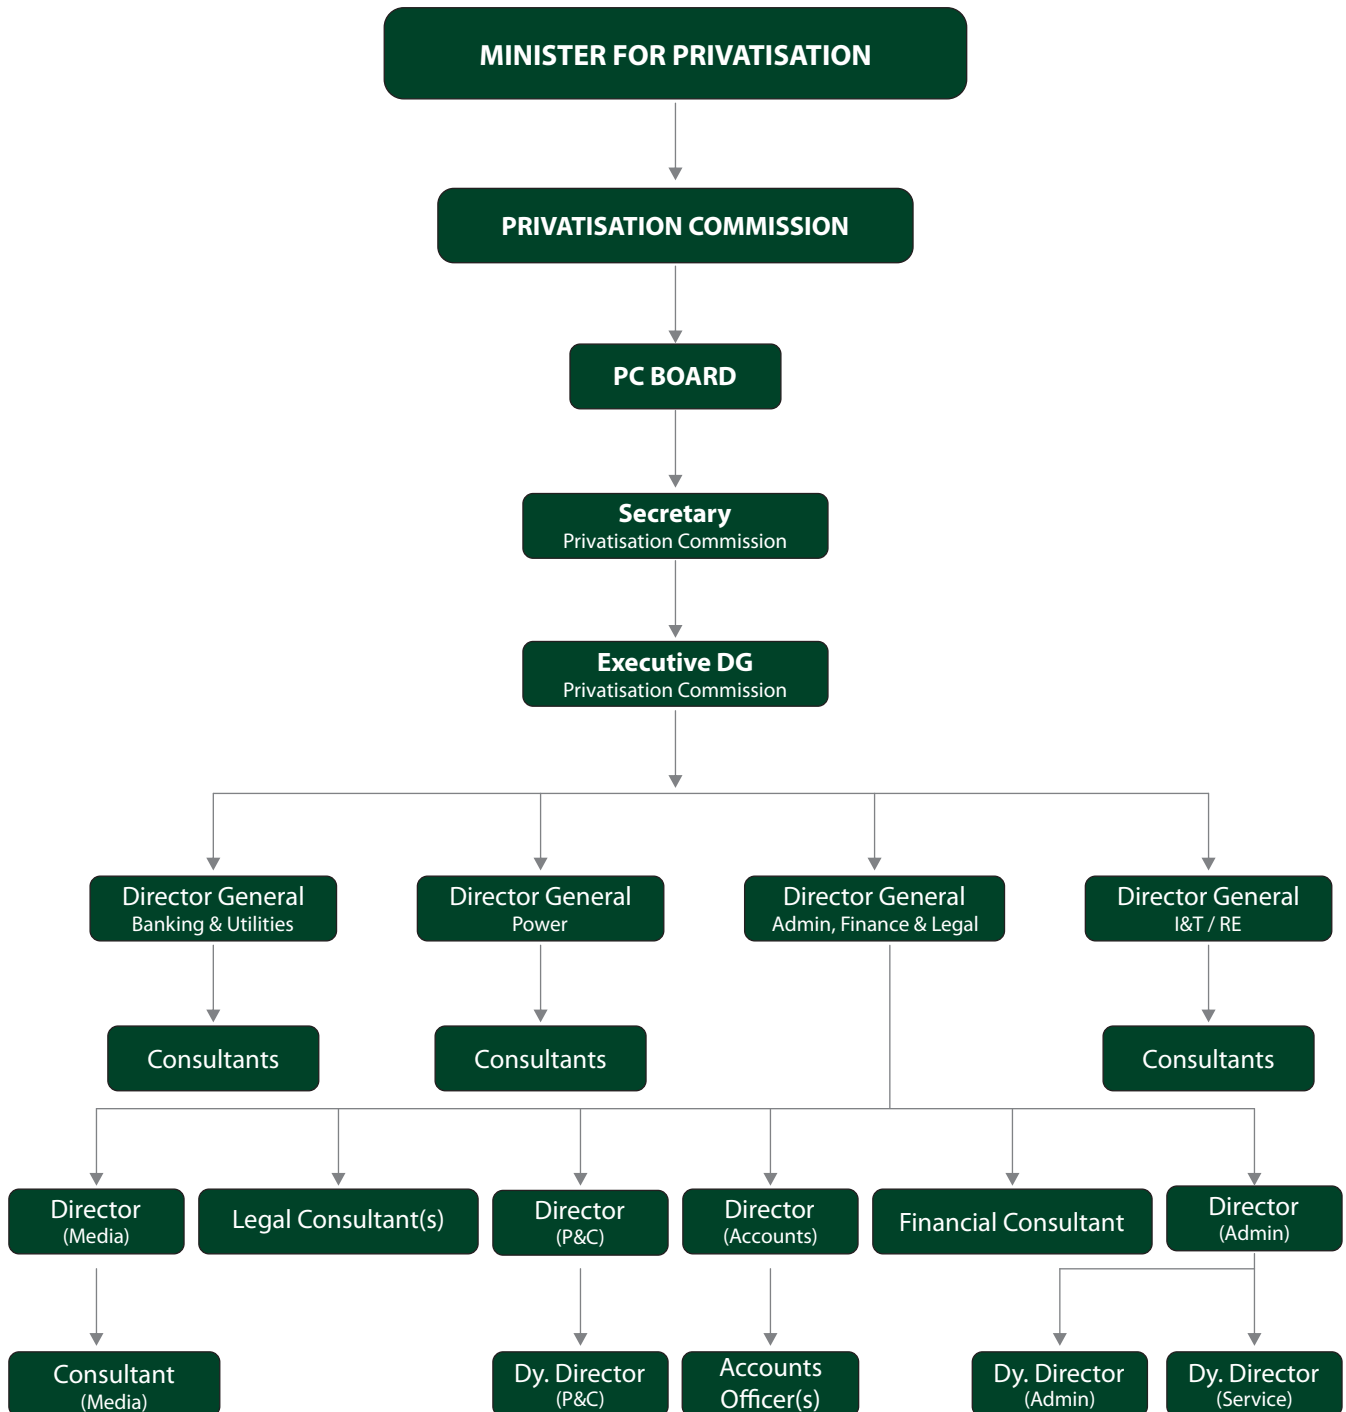 MINISTER FOR PRIVATISATION
PRIVATISATION COMMISSION
PC BOARD
Secretary
Privatisation Commission
Executive DG
Privatisation Commission
Director General
Banking & Utilities
Director General
Power
Director General
Admin, Finance & Legal
Director General
I&T / RE
Consultants
Consultants
Consultants
Director
(Media)
Legal Consultant(s)
Director
(P&C)
Director
(Accounts)
Financial Consultant
Director
(Admin)
Consultant
(Media)
Dy. Director
(P&C)
Accounts
Officer(s)
Dy. Director
(Admin)
Dy. Director
(Service)